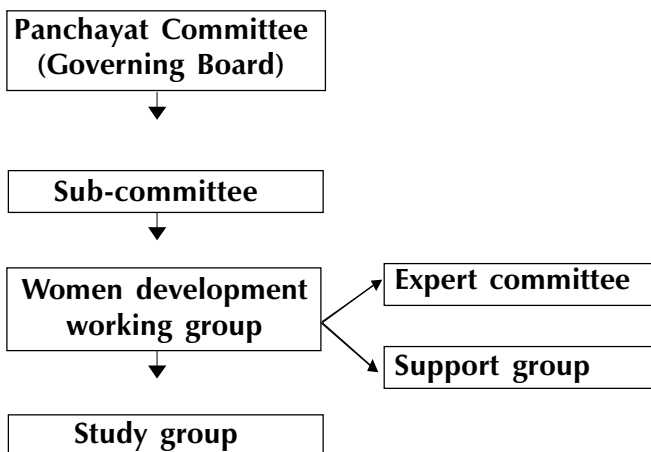 Panchayat Committee
(Governing Board)
Sub-committee
Women development
working group
Expert committee
Support group
Study group